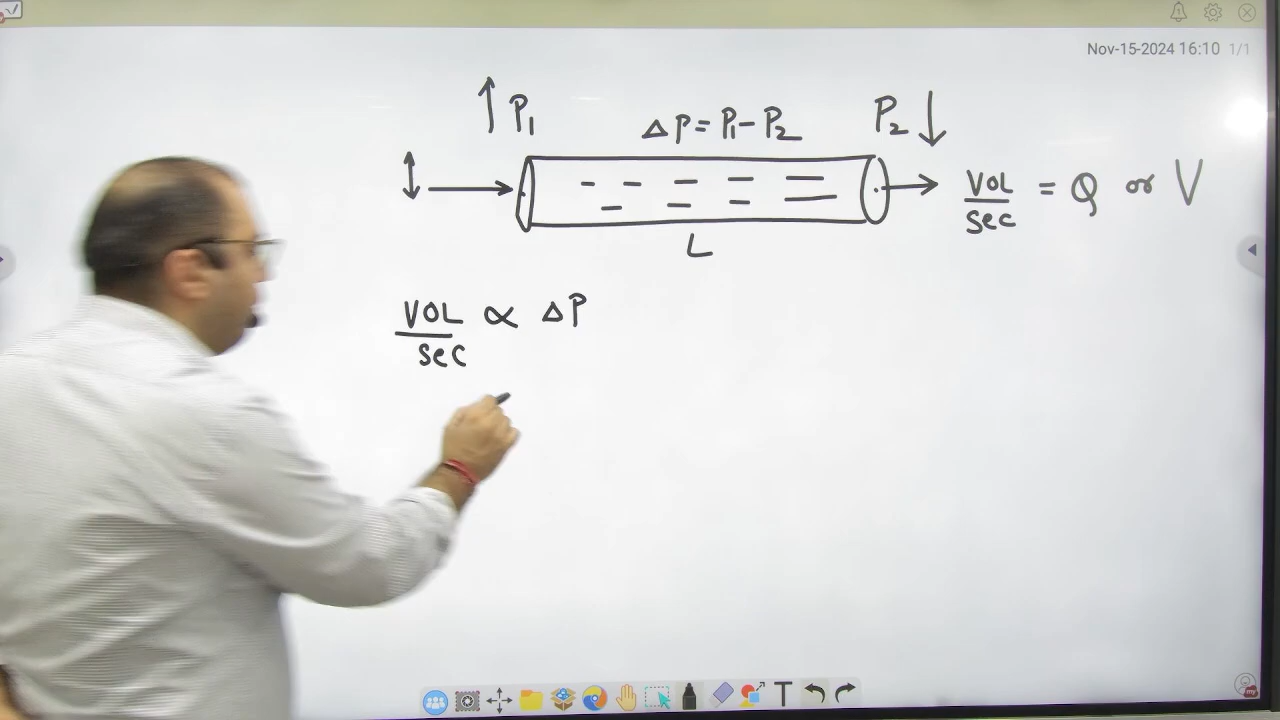 Nov-15-2024 16:10 1/1
↑ P₁ ΔP = P₁ - P₂ P₂ ↓
VOL/sec = Q or V
L
VOL/sec ∝ ΔP
T